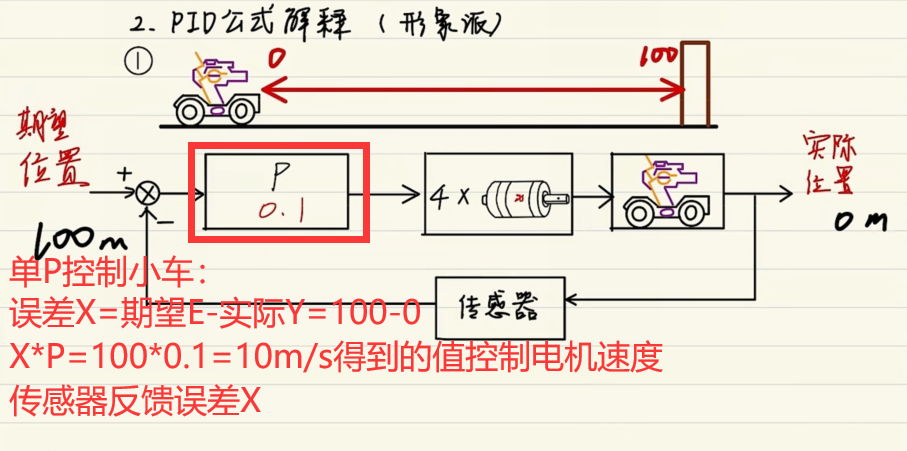 2. PID公式解释（形象派）
①
0
100
期望
位置
+
-
100m
P
0.1
4 x
实际
位置
0 m
传感器
单P控制小车：
误差X=期望E-实际Y=100-0
X*P=100*0.1=10m/s得到的值控制电机速度
传感器反馈误差X